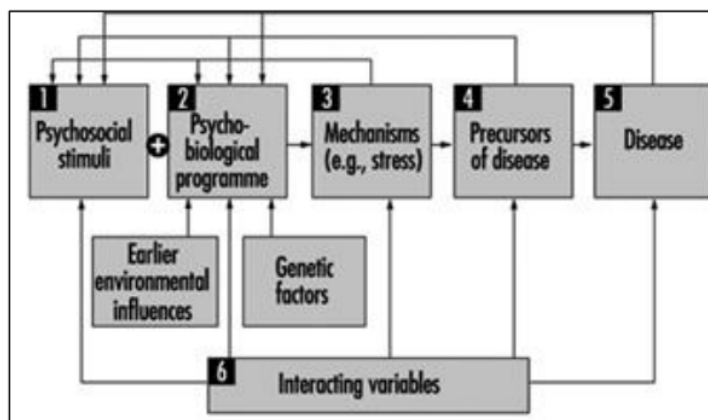 1
Psychosocial
stimuli
+
2
Psycho-
biological
programme
3
Mechanisms
(e.g., stress)
4
Precursors
of disease
5
Disease
Earlier
environmental
influences
Genetic
factors
6
Interacting variables